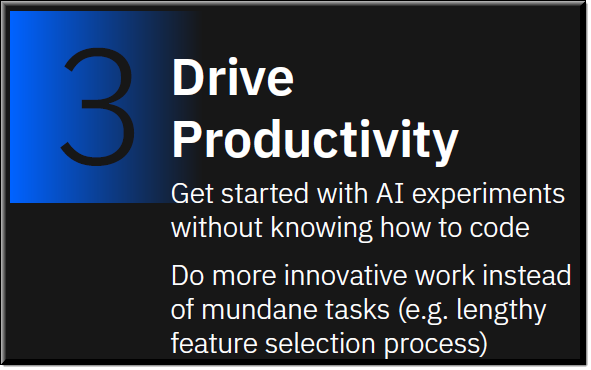 3
Drive
Productivity
Get started with AI experiments
without knowing how to code
Do more innovative work instead
of mundane tasks (e.g. lengthy
feature selection process)